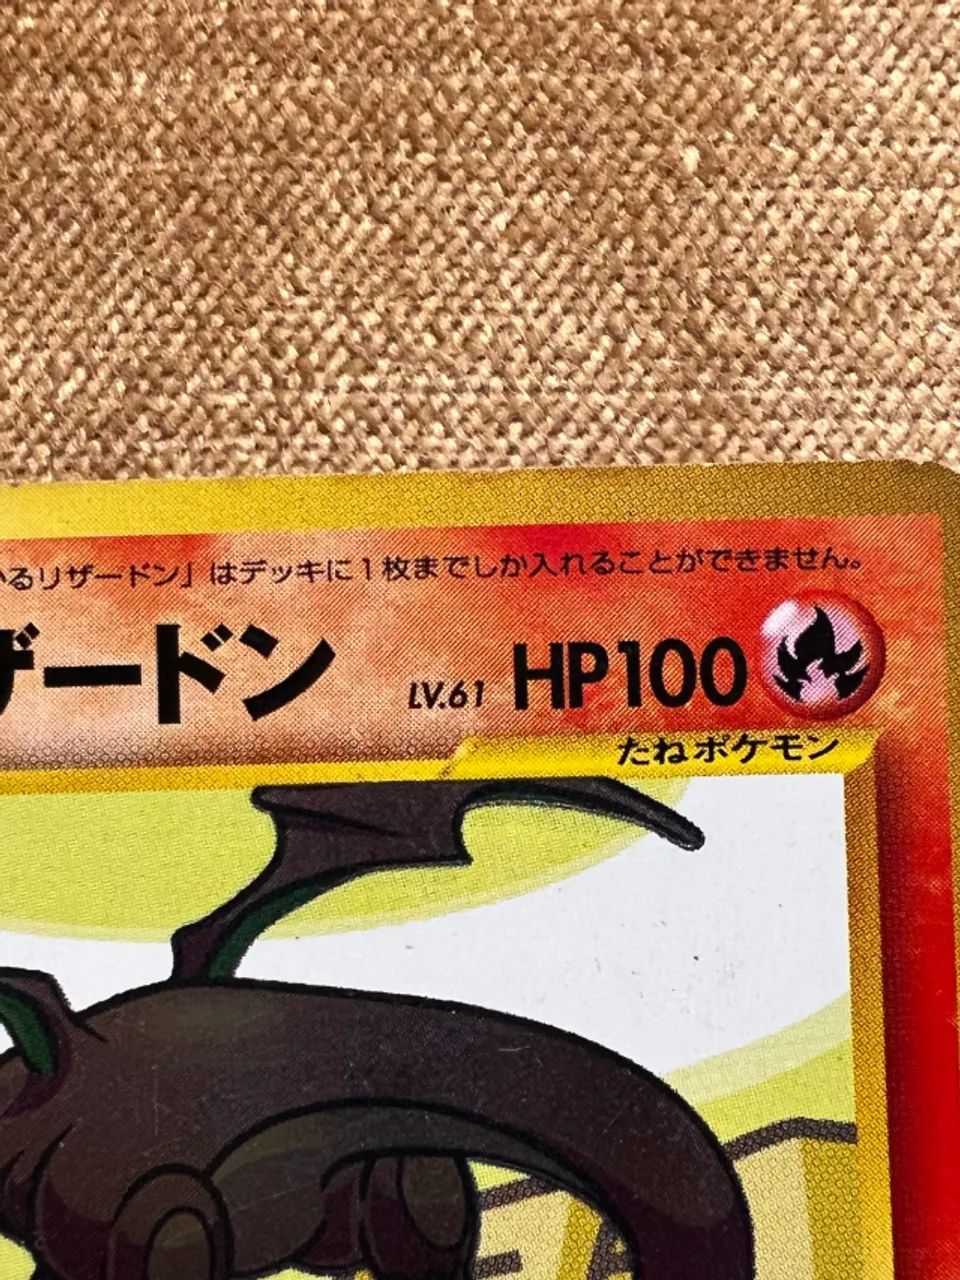 かるリザードン」はデッキに1枚までしか入れることができません。
ザードン LV.61 HP100
たねポケモン